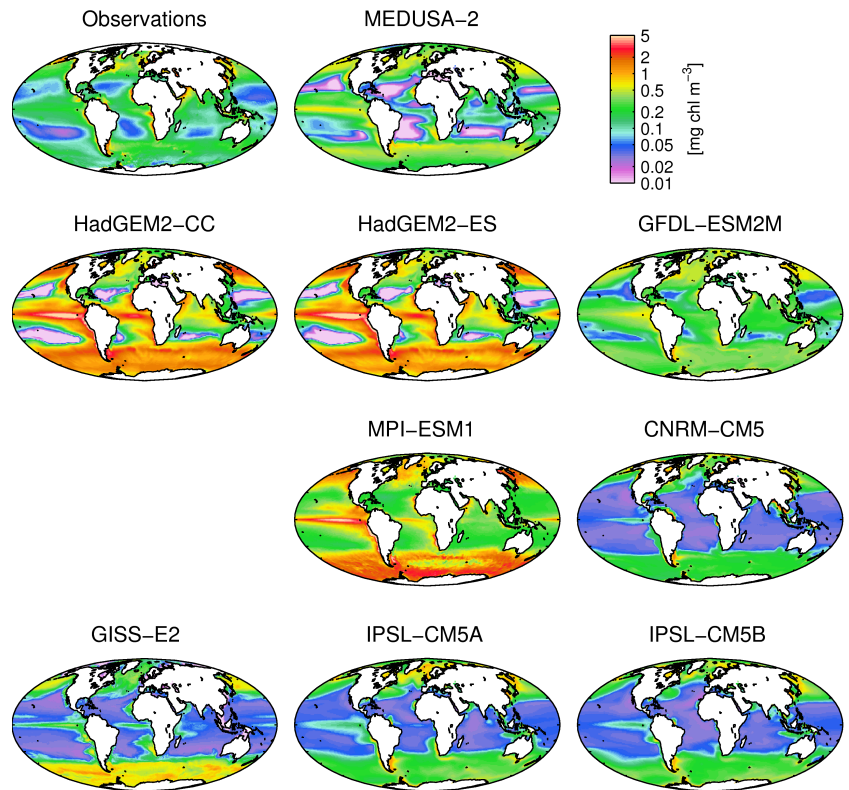 Observations
MEDUSA−2
5
2
1
0.5
0.2
0.1
0.05
0.02
0.01
[mg chl m−3]
HadGEM2−CC
HadGEM2−ES
GFDL−ESM2M
MPI−ESM1
CNRM−CM5
GISS−E2
IPSL−CM5A
IPSL−CM5B